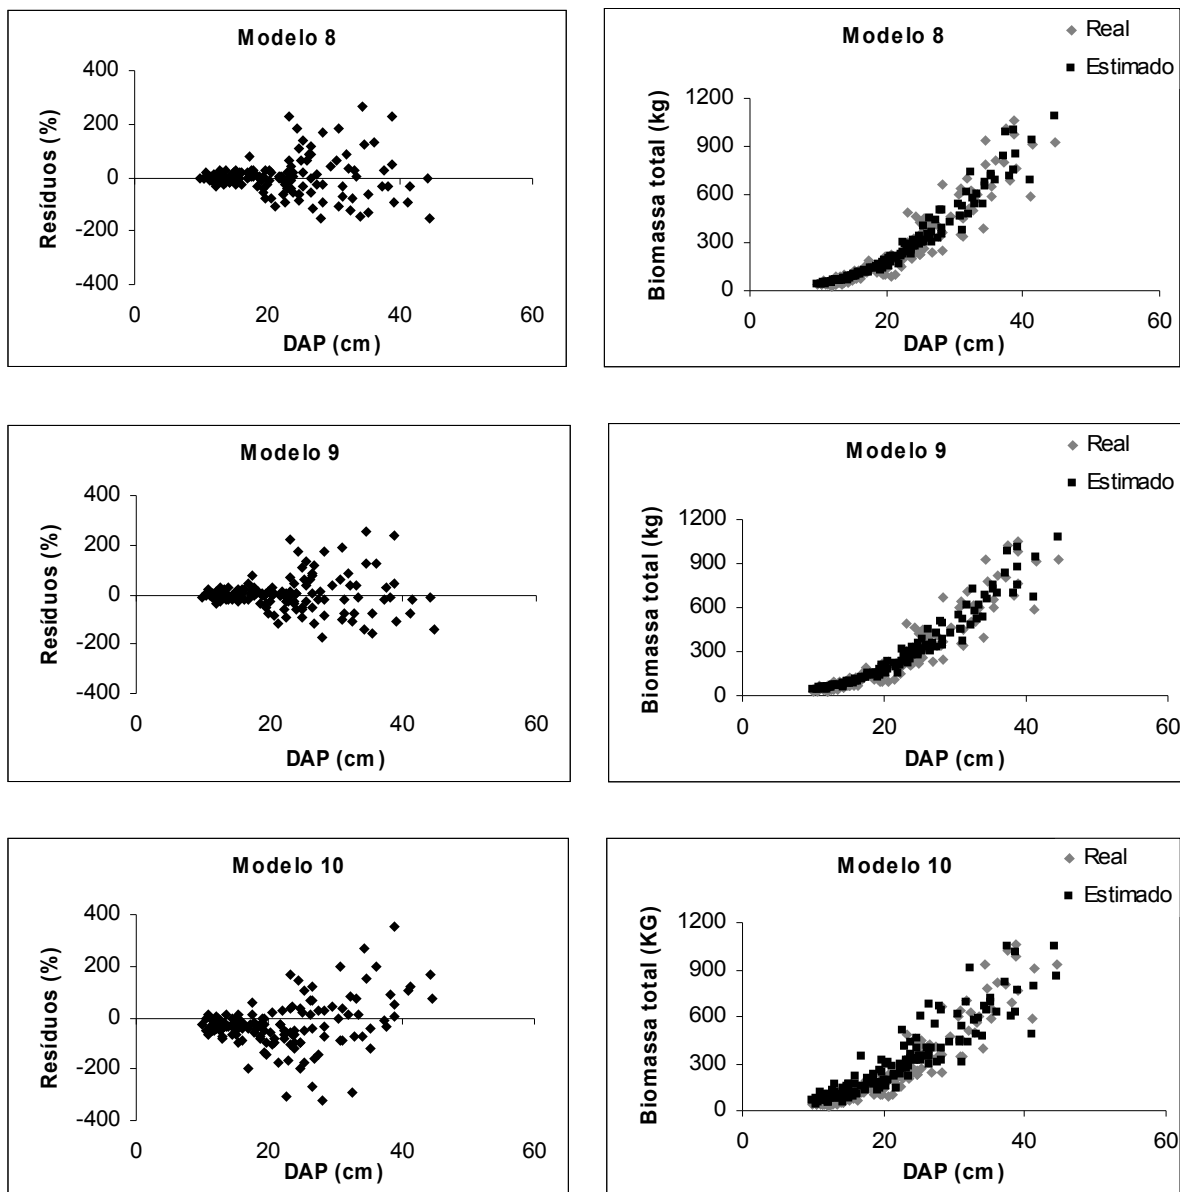 Modelo 8
400
200
0
-200
-400
Resíduos (%)
0 20 40 60
DAP (cm)
Modelo 8
Real
Estimado
1200
900
600
300
0
Biomassa total (kg)
0 20 40 60
DAP (cm)
Modelo 9
400
200
0
-200
-400
Resíduos (%)
0 20 40 60
DAP (cm)
Modelo 9
Real
Estimado
1200
900
600
300
0
Biomassa total (kg)
0 20 40 60
DAP (cm)
Modelo 10
400
200
0
-200
-400
Resíduos (%)
0 20 40 60
DAP (cm)
Modelo 10
Real
Estimado
1200
900
600
300
0
Biomassa total (KG)
0 20 40 60
DAP (cm)